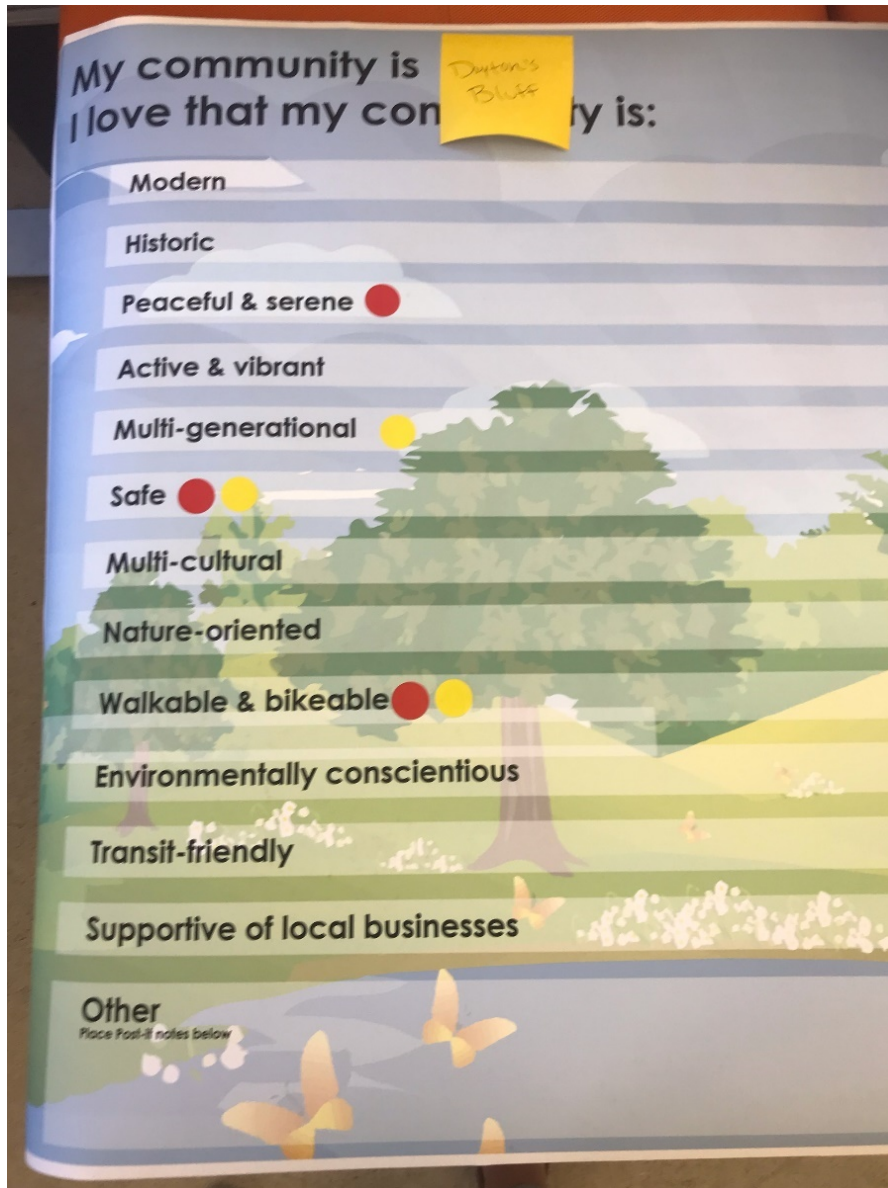 My community is Dayton's
Bluff
I love that my com ty is:
Modern
Historic
Peaceful & serene
Active & vibrant
Multi-generational
Safe
Multi-cultural
Nature-oriented
Walkable & bikeable
Environmentally conscientious
Transit-friendly
Supportive of local businesses
Other
Place Post-it notes below